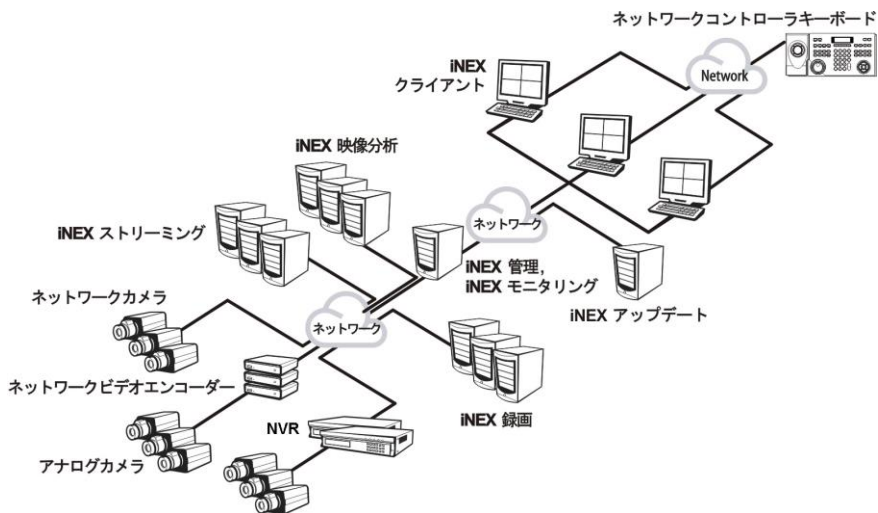 ネットワークコントローラキーボード
iNEX
クライアント
Network
iNEX 映像分析
iNEX ストリーミング
ネットワーク
iNEX 管理,
iNEX モニタリング
iNEX アップデート
ネットワークカメラ
ネットワーク
ネットワークビデオエンコーダー
iNEX 録画
NVR
アナログカメラ